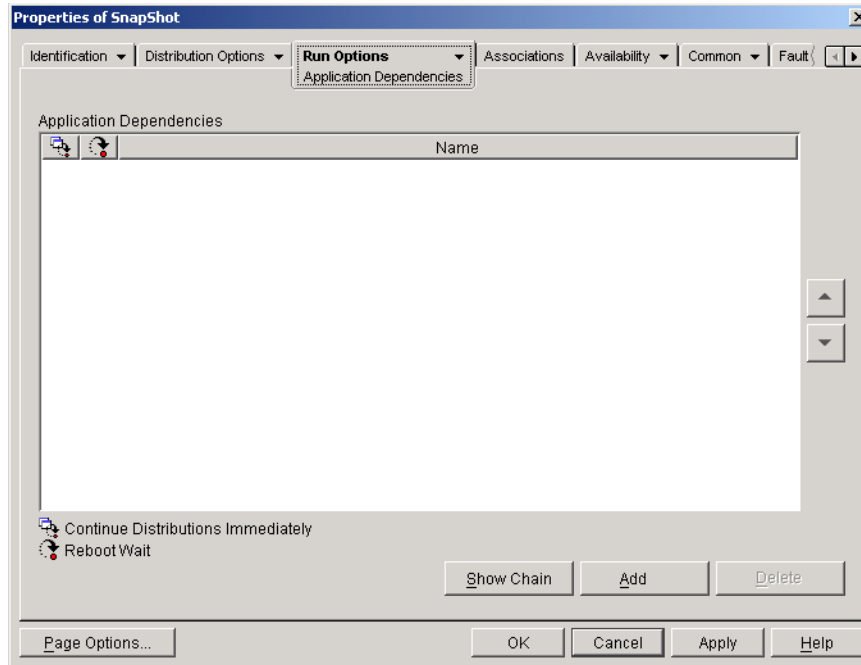 Properties of SnapShot
Identification Distribution Options Run Options Associations Availability Common Fault
Application Dependencies
Application Dependencies
Name
Continue Distributions Immediately
Reboot Wait
Show Chain Add Delete
Page Options... OK Cancel Apply Help